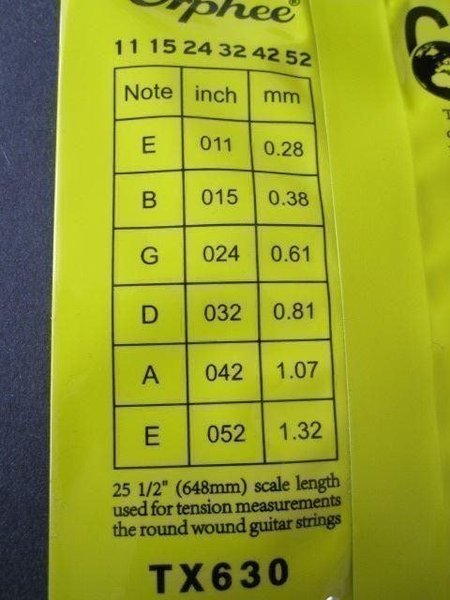 Orphee®
11 15 24 32 42 52
Note inch mm
E 011 0.28
B 015 0.38
G 024 0.61
D 032 0.81
A 042 1.07
E 052 1.32
25 1/2" (648mm) scale length
used for tension measurements
the round wound guitar strings
TX630